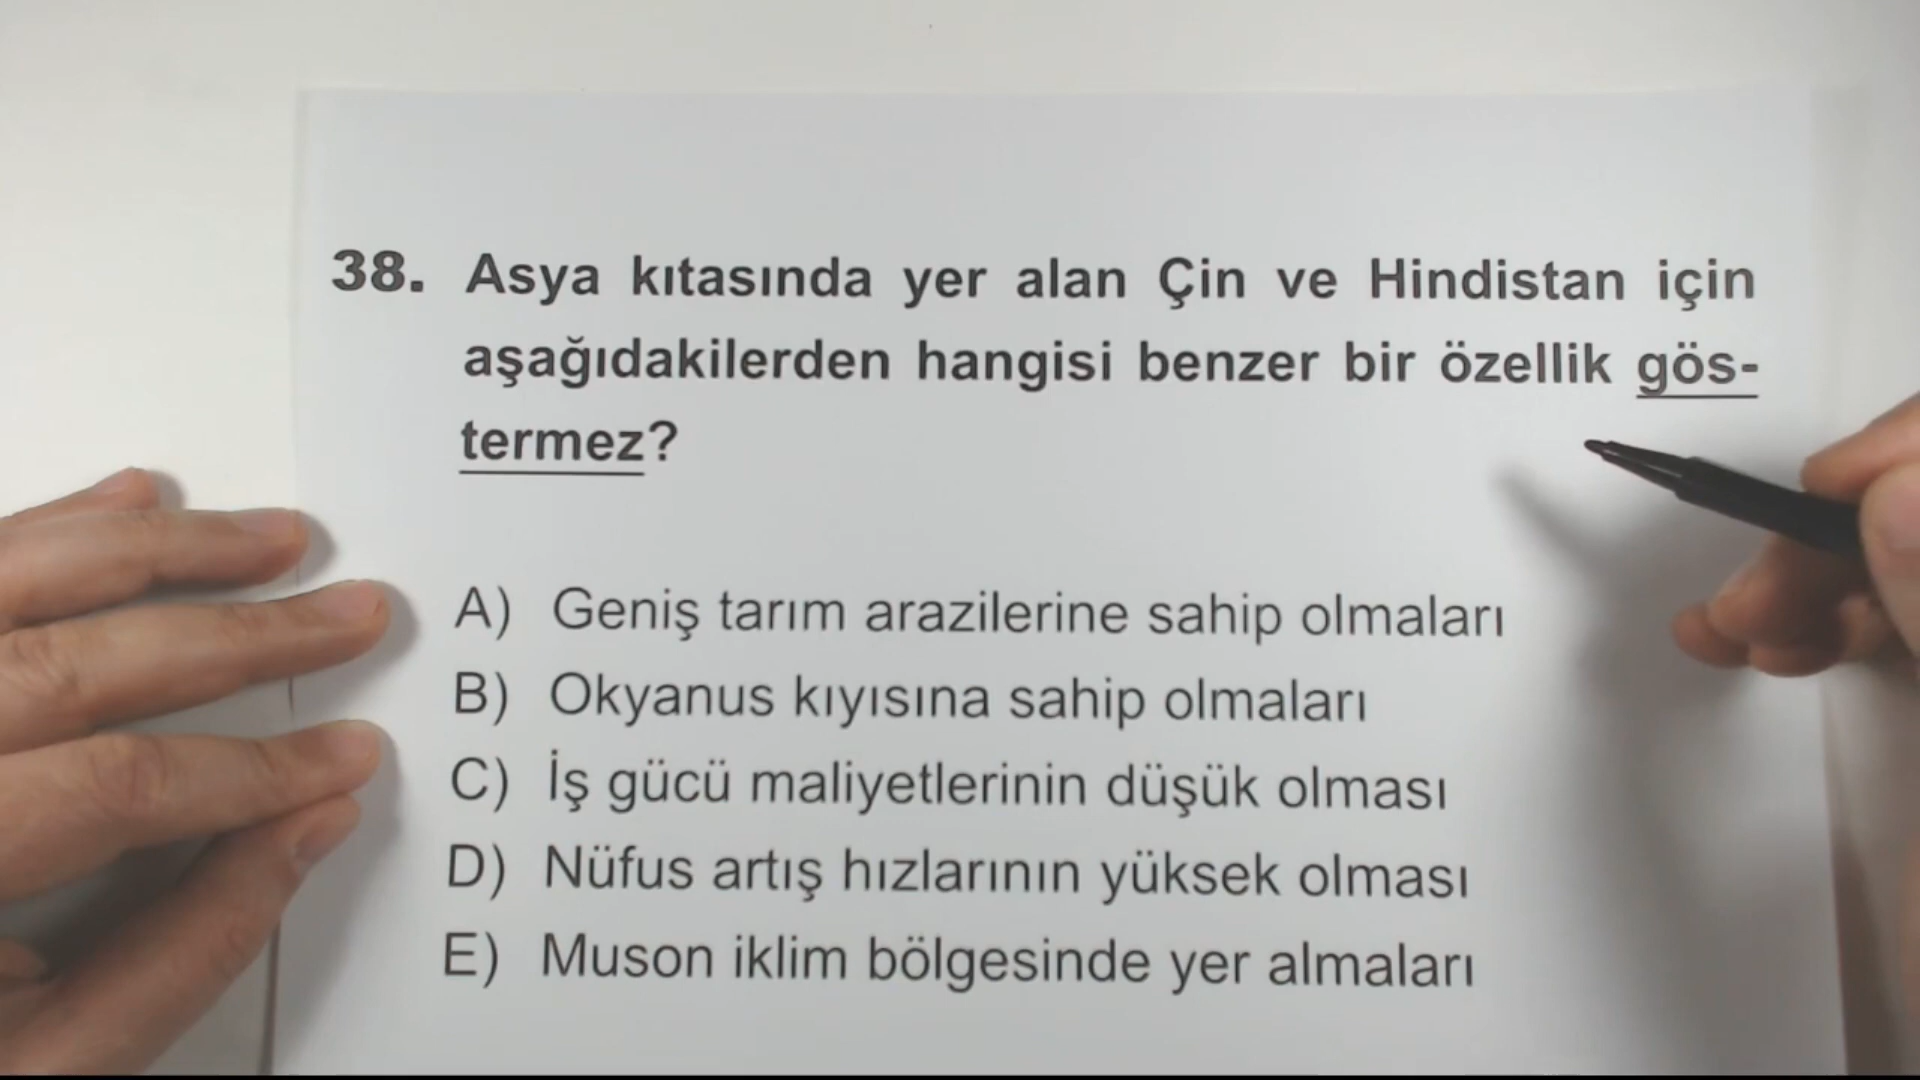 38. Asya kıtasında yer alan Çin ve Hindistan için
aşağıdakilerden hangisi benzer bir özellik gös-
termez?
A) Geniş tarım arazilerine sahip olmaları
B) Okyanus kıyısına sahip olmaları
C) İş gücü maliyetlerinin düşük olması
D) Nüfus artış hızlarının yüksek olması
E) Muson iklim bölgesinde yer almaları